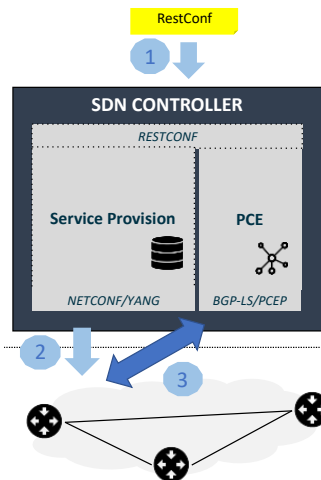 RestConf
1
SDN CONTROLLER
RESTCONF
Service Provision
PCE
NETCONF/YANG
BGP-LS/PCEP
2
3